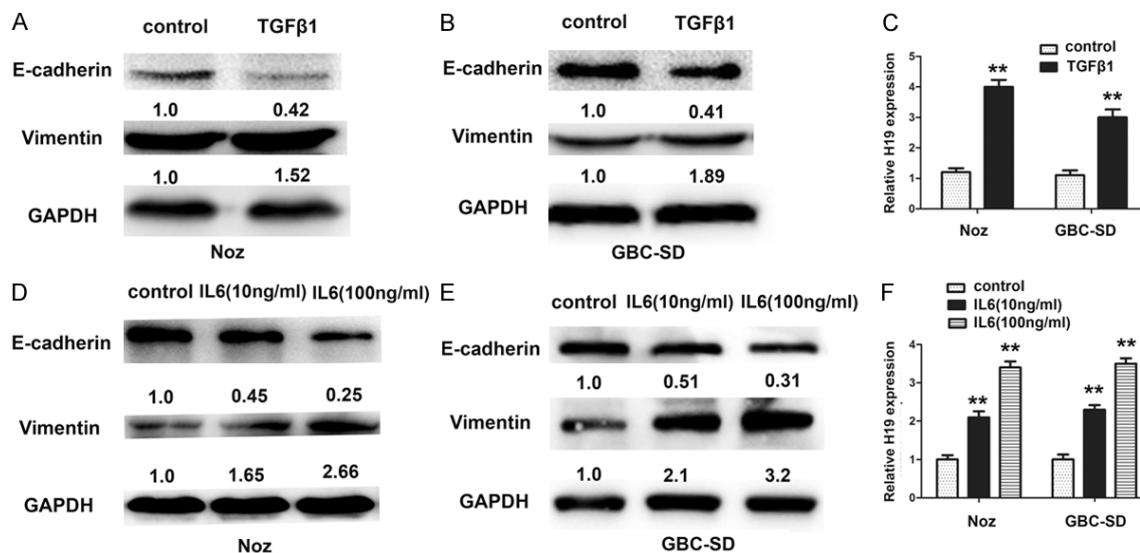 A
control TGFβ1
E-cadherin
1.0 0.42
Vimentin
1.0 1.52
GAPDH
Noz
B
control TGFβ1
E-cadherin
1.0 0.41
Vimentin
1.0 1.89
GAPDH
GBC-SD
C
control
TGFβ1
Relative H19 expression
5
4
3
2
1
0
**
**
Noz GBC-SD
D
control IL6(10ng/ml) IL6(100ng/ml)
E-cadherin
1.0 0.45 0.25
Vimentin
1.0 1.65 2.66
GAPDH
Noz
E
control IL6(10ng/ml) IL6(100ng/ml)
E-cadherin
1.0 0.51 0.31
Vimentin
1.0 2.1 3.2
GAPDH
GBC-SD
F
control
IL6(10ng/ml)
IL6(100ng/ml)
Relative H19 expression
4
2
1
0
** **
** **
Noz GBC-SD